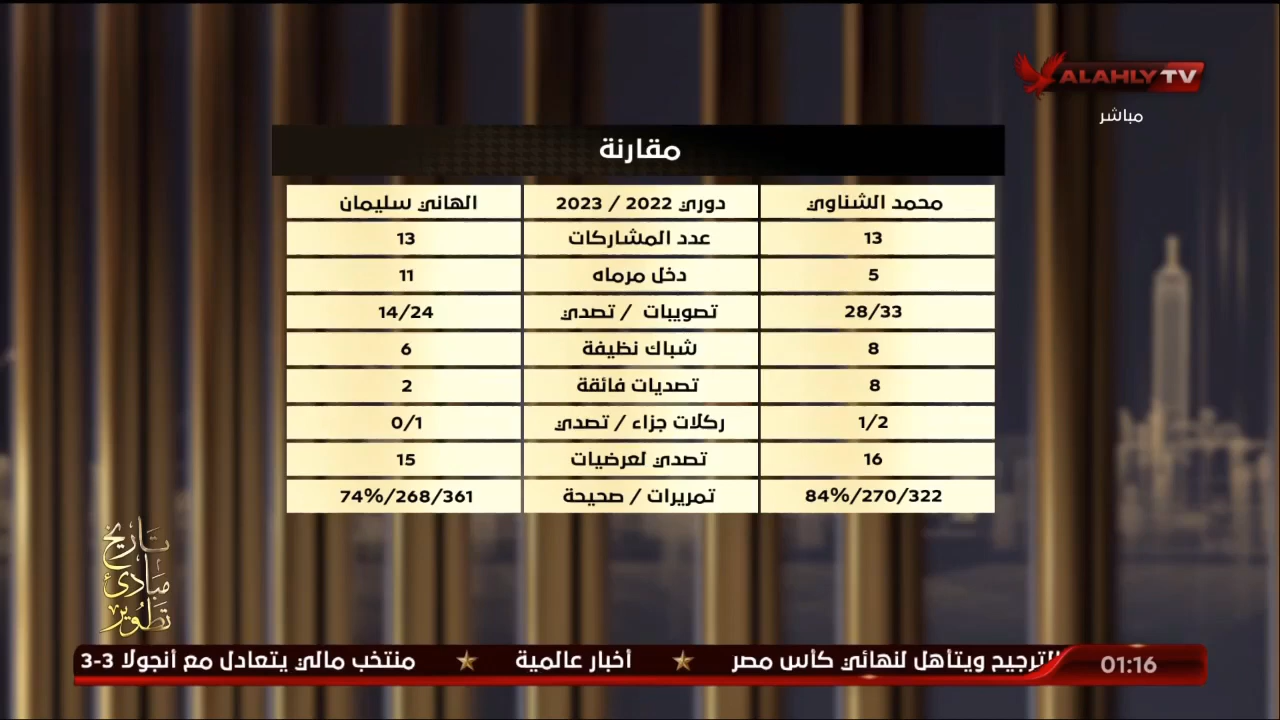 ALAHLY TV
مباشر
مقارنة
محمد الشناوي دوري 2022 / 2023 الهاني سليمان
13 عدد المشاركات 13
5 دخل مرماه 11
28/33 تصويبات / تصدي 14/24
8 شباك نظيفة 6
8 تصديات فائقة 2
1/2 ركلات جزاء / تصدي 0/1
16 تصدي لعرضيات 15
84%/270/322 تمريرات / صحيحة 74%/268/361
تاريخ
مبادئ
تطوير
01:16 الترجيح ويتأهل لنهائي كأس مصر أخبار عالمية منتخب مالي يتعادل مع أنجولا 3-3